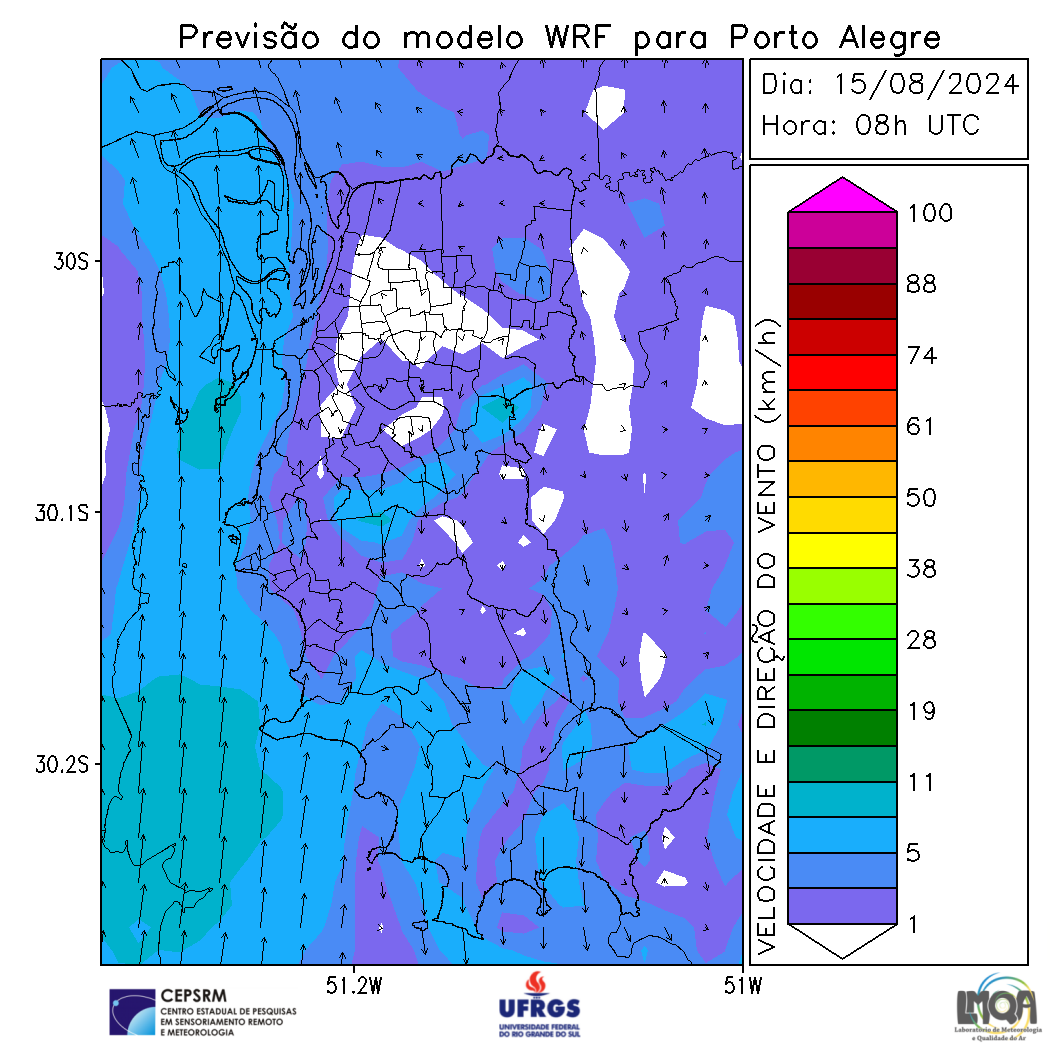 Previsão do modelo WRF para Porto Alegre
Dia: 15/08/2024
Hora: 08h UTC
30S
30.1S
30.2S
51.2W
51W
VELOCIDADE E DIREÇÃO DO VENTO (km/h)
100
88
74
61
50
38
28
19
11
5
1
CEPSRM
CENTRO ESTADUAL DE PESQUISAS
EM SENSORIAMENTO REMOTO
E METEOROLOGIA
UFRGS
UNIVERSIDADE FEDERAL
DO RIO GRANDE DO SUL
LMQA
Laboratório de Meteorologia
e Qualidade do Ar